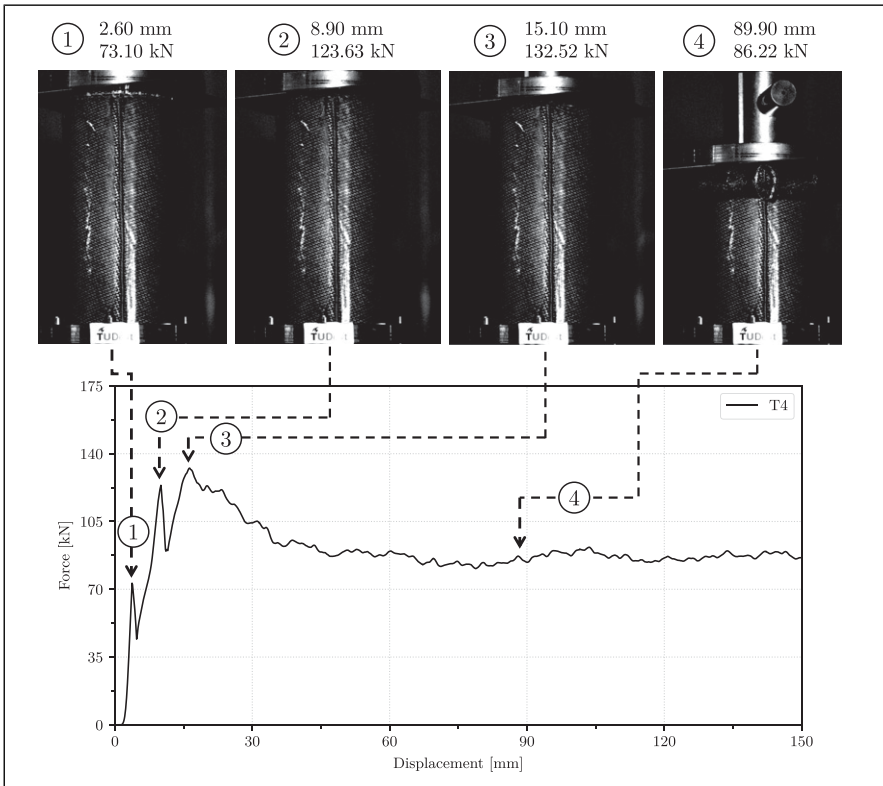 1 2.60 mm
73.10 kN
2 8.90 mm
123.63 kN
3 15.10 mm
132.52 kN
4 89.90 mm
86.22 kN
TUD
TUD
TUD
TUD
175
140
105
70
35
0
Force [kN]
1
2
3
4
T4
0 30 60 90 120 150
Displacement [mm]